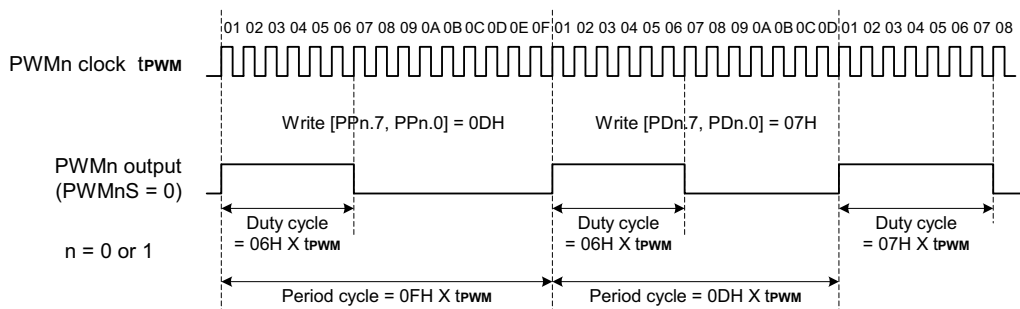 01 02 03 04 05 06 07 08 09 0A 0B 0C 0D 0E 0F 01 02 03 04 05 06 07 08 09 0A 0B 0C 0D 01 02 03 04 05 06 07 08
PWMn clock tPWM
Write [PPn.7, PPn.0] = 0DH
Write [PDn.7, PDn.0] = 07H
PWMn output
(PWMnS = 0)
Duty cycle
= 06H X tPWM
Duty cycle
= 06H X tPWM
Duty cycle
= 07H X tPWM
n = 0 or 1
Period cycle = 0FH X tPWM
Period cycle = 0DH X tPWM